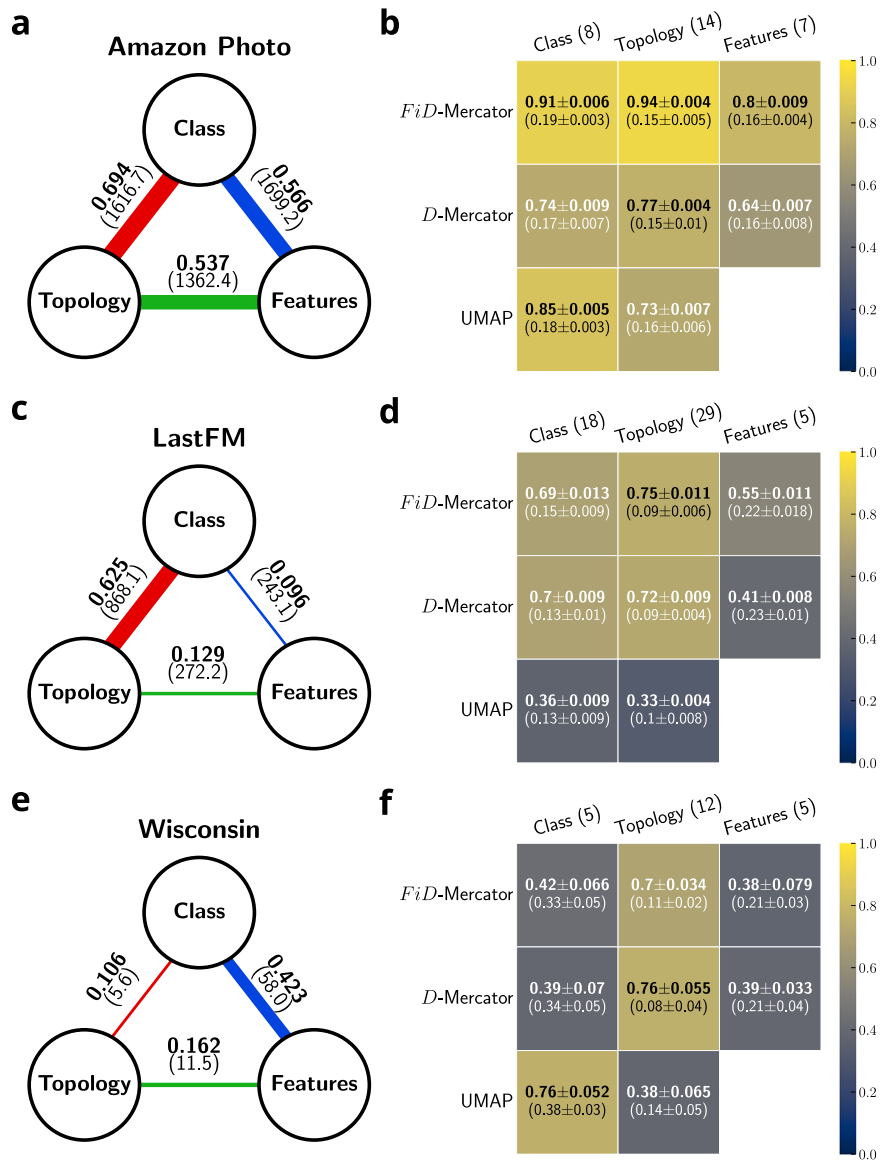 a
Amazon Photo
Class
0.694
(1616.7)
0.566
(1699.2)
0.537
(1362.4)
Topology
Features
b
Class (8)
Topology (14)
Features (7)
FiD-Mercator
0.91±0.006
(0.19±0.003)
0.94±0.004
(0.15±0.005)
0.8±0.009
(0.16±0.004)
D-Mercator
0.74±0.009
(0.17±0.007)
0.77±0.004
(0.15±0.01)
0.64±0.007
(0.16±0.008)
UMAP
0.85±0.005
(0.18±0.003)
0.73±0.007
(0.16±0.006)
1.0
0.8
0.6
0.4
0.2
0.0
c
LastFM
Class
0.625
(868.1)
0.096
(243.1)
0.129
(272.2)
Topology
Features
d
Class (18)
Topology (29)
Features (5)
FiD-Mercator
0.69±0.013
(0.15±0.009)
0.75±0.011
(0.09±0.006)
0.55±0.011
(0.22±0.018)
D-Mercator
0.7±0.009
(0.13±0.01)
0.72±0.009
(0.09±0.004)
0.41±0.008
(0.23±0.01)
UMAP
0.36±0.009
(0.13±0.009)
0.33±0.004
(0.1±0.008)
1.0
0.8
0.6
0.4
0.2
0.0
e
Wisconsin
Class
0.106
(5.6)
0.423
(58.0)
0.162
(11.5)
Topology
Features
f
Class (5)
Topology (12)
Features (5)
FiD-Mercator
0.42±0.066
(0.33±0.05)
0.7±0.034
(0.11±0.02)
0.38±0.079
(0.21±0.03)
D-Mercator
0.39±0.07
(0.34±0.05)
0.76±0.055
(0.08±0.04)
0.39±0.033
(0.21±0.04)
UMAP
0.76±0.052
(0.38±0.03)
0.38±0.065
(0.14±0.05)
1.0
0.8
0.6
0.4
0.2
0.0